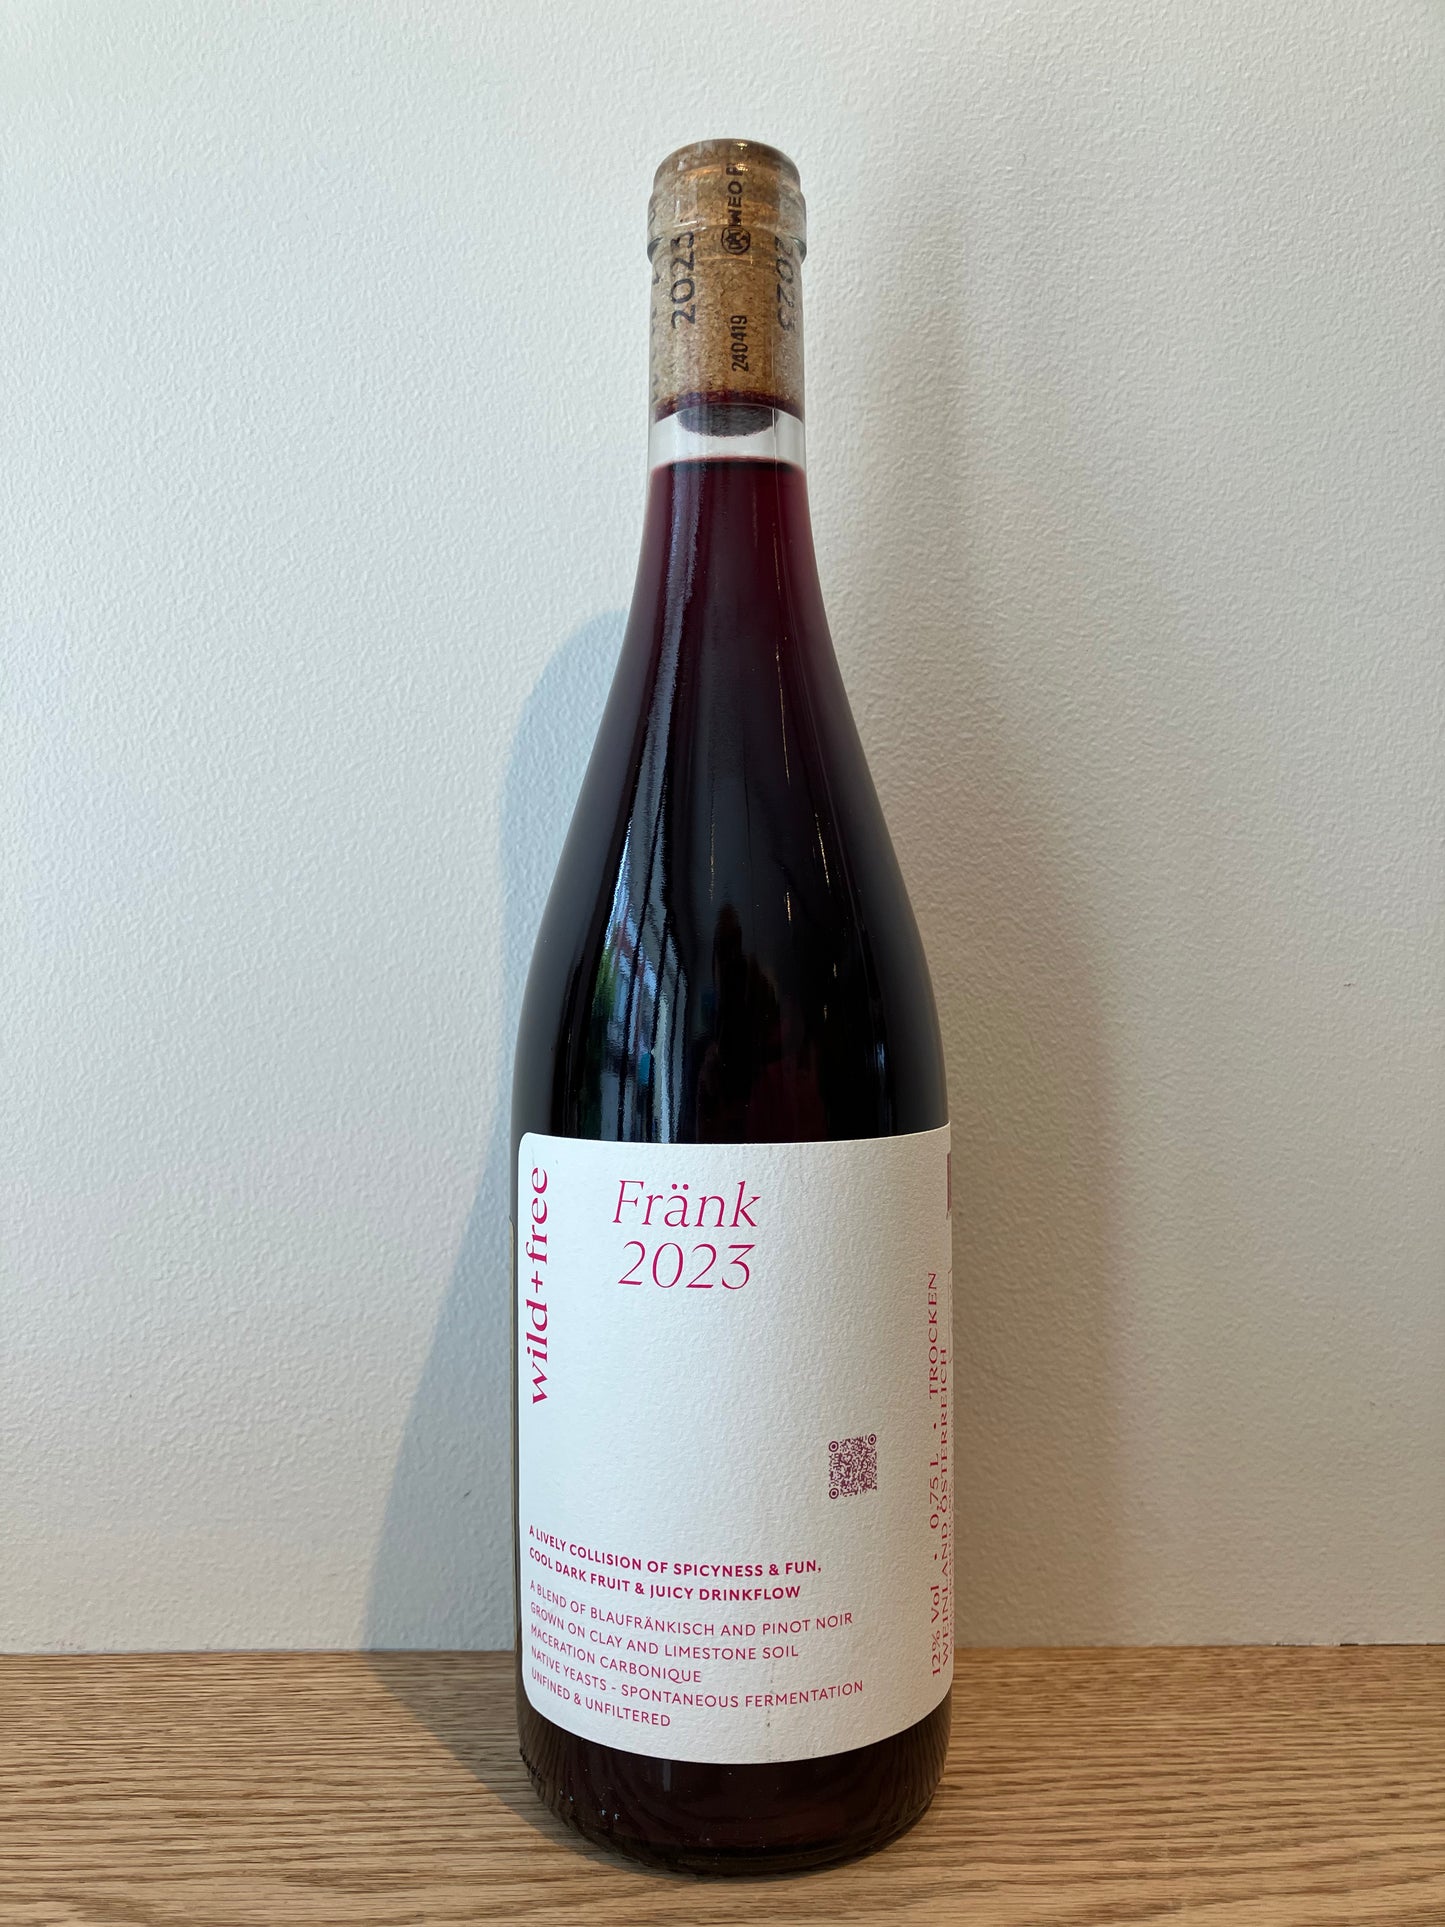 2023
2023
240419
wild+free
Fränk
2023
A LIVELY COLLISION OF SPICYNESS & FUN,
COOL DARK FRUIT & JUICY DRINKFLOW
A BLEND OF BLAUFRÄNKISCH AND PINOT NOIR
GROWN ON CLAY AND LIMESTONE SOIL
MACERATION CARBONIQUE
NATIVE YEASTS - SPONTANEOUS FERMENTATION
UNFINED & UNFILTERED
12% Vol • 0,75 L • TROCKEN
WEINLAND ÖSTERREICH